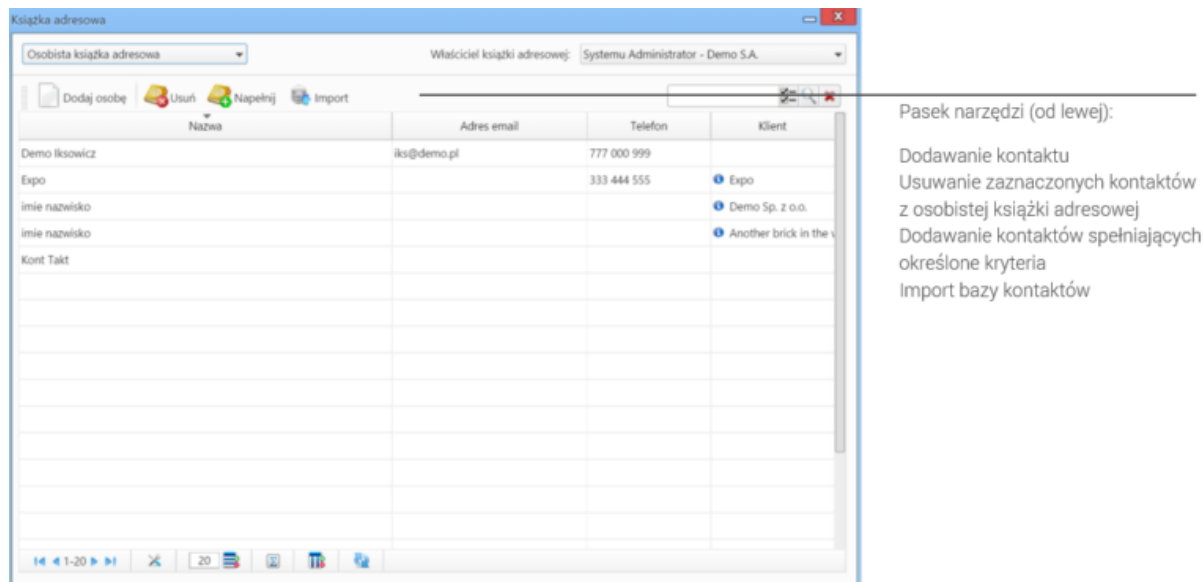 Książka adresowa
Osobista książka adresowa
Właściciel książki adresowej: Systemu Administrator - Demo S.A.
Dodaj osobę Usuń Napełnij Import
Nazwa Adres email Telefon Klient
Demo Iksowicz iks@demo.pl 777 000 999
Expo 333 444 555 Expo
imie nazwisko Demo Sp. z o.o.
imie nazwisko Another brick in the
Kont Takt
1-20 20
Pasek narzędzi (od lewej):
Dodawanie kontaktu
Usuwanie zaznaczonych kontaktów
z osobistej książki adresowej
Dodawanie kontaktów spełniających
określone kryteria
Import bazy kontaktów